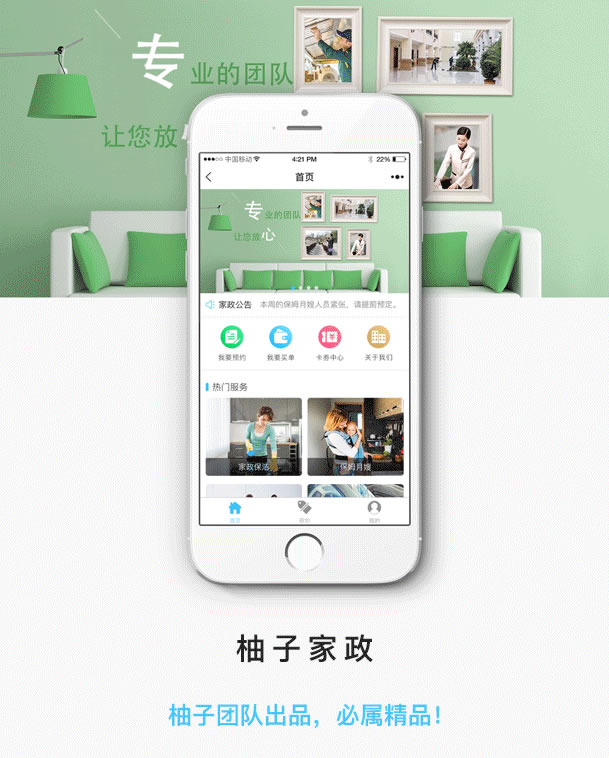 专业的团队
让您放心
中国移动 4:21 PM 22%
首页
专业的团队
让您放心
家政公告 本周的保姆月嫂人员紧张，请提前预定。
我要预约 我要买单 卡券中心 关于我们
热门服务
家政保洁 保姆月嫂
首页 我的
柚子家政
柚子团队出品，必属精品！